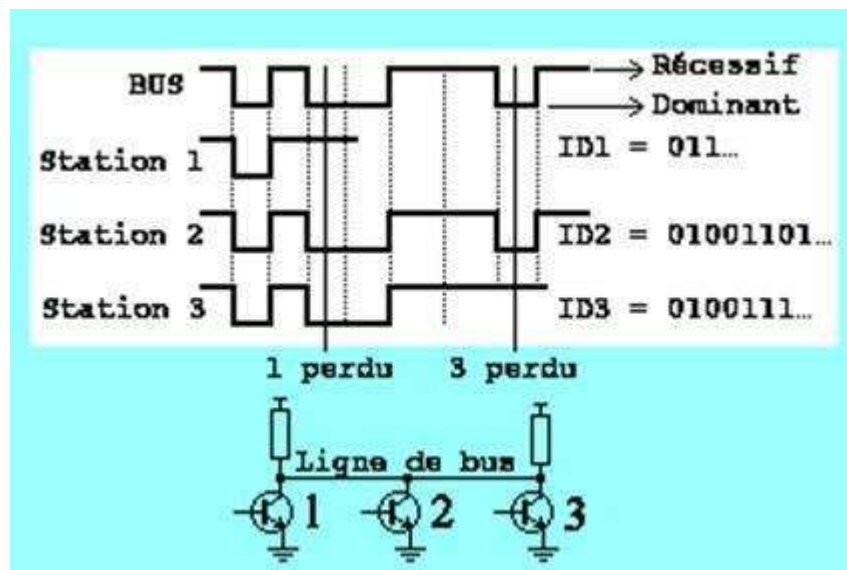 BUS
Récessif
Dominant
Station 1
ID1 = 011…
Station 2
ID2 = 01001101…
Station 3
ID3 = 0100111…
1 perdu 3 perdu
Ligne de bus
1 2 3